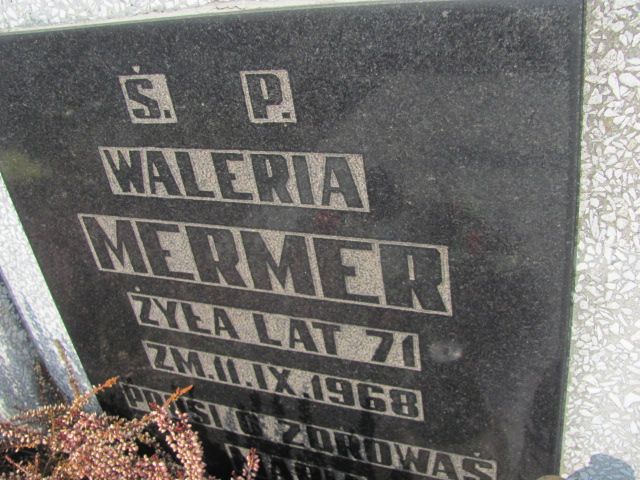 Ś. P.
WALERIA
MERMER
ŻYŁA LAT 71
ZM. 11. IX. 1968
PROSI O ZDROWAŚ